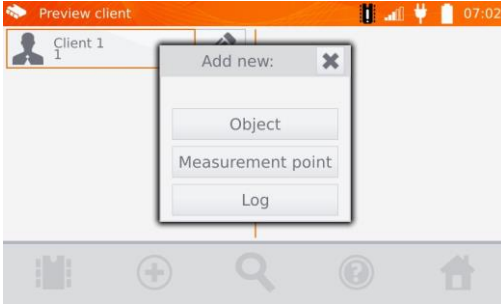 Preview client
07:02
Client 1
1
Add new:
Object
Measurement point
Log